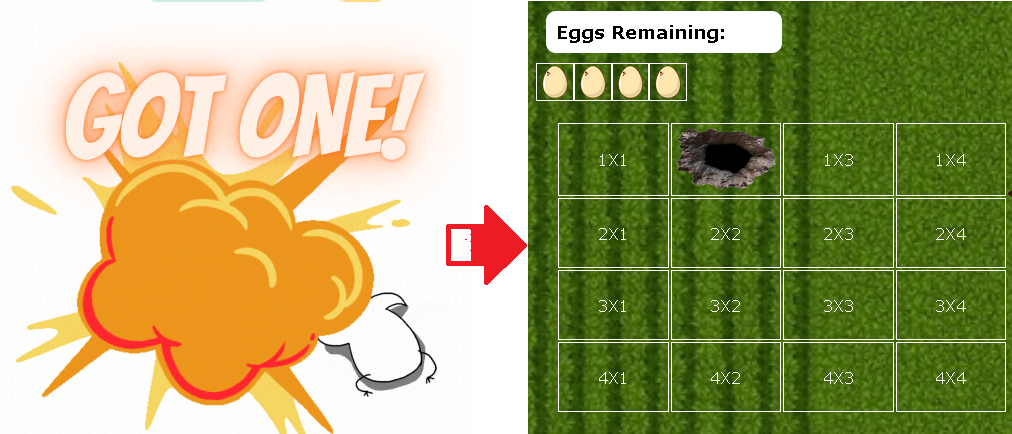 GOT ONE!
Eggs Remaining:
1X1 1X3 1X4
2X1 2X2 2X3 2X4
3X1 3X2 3X3 3X4
4X1 4X2 4X3 4X4